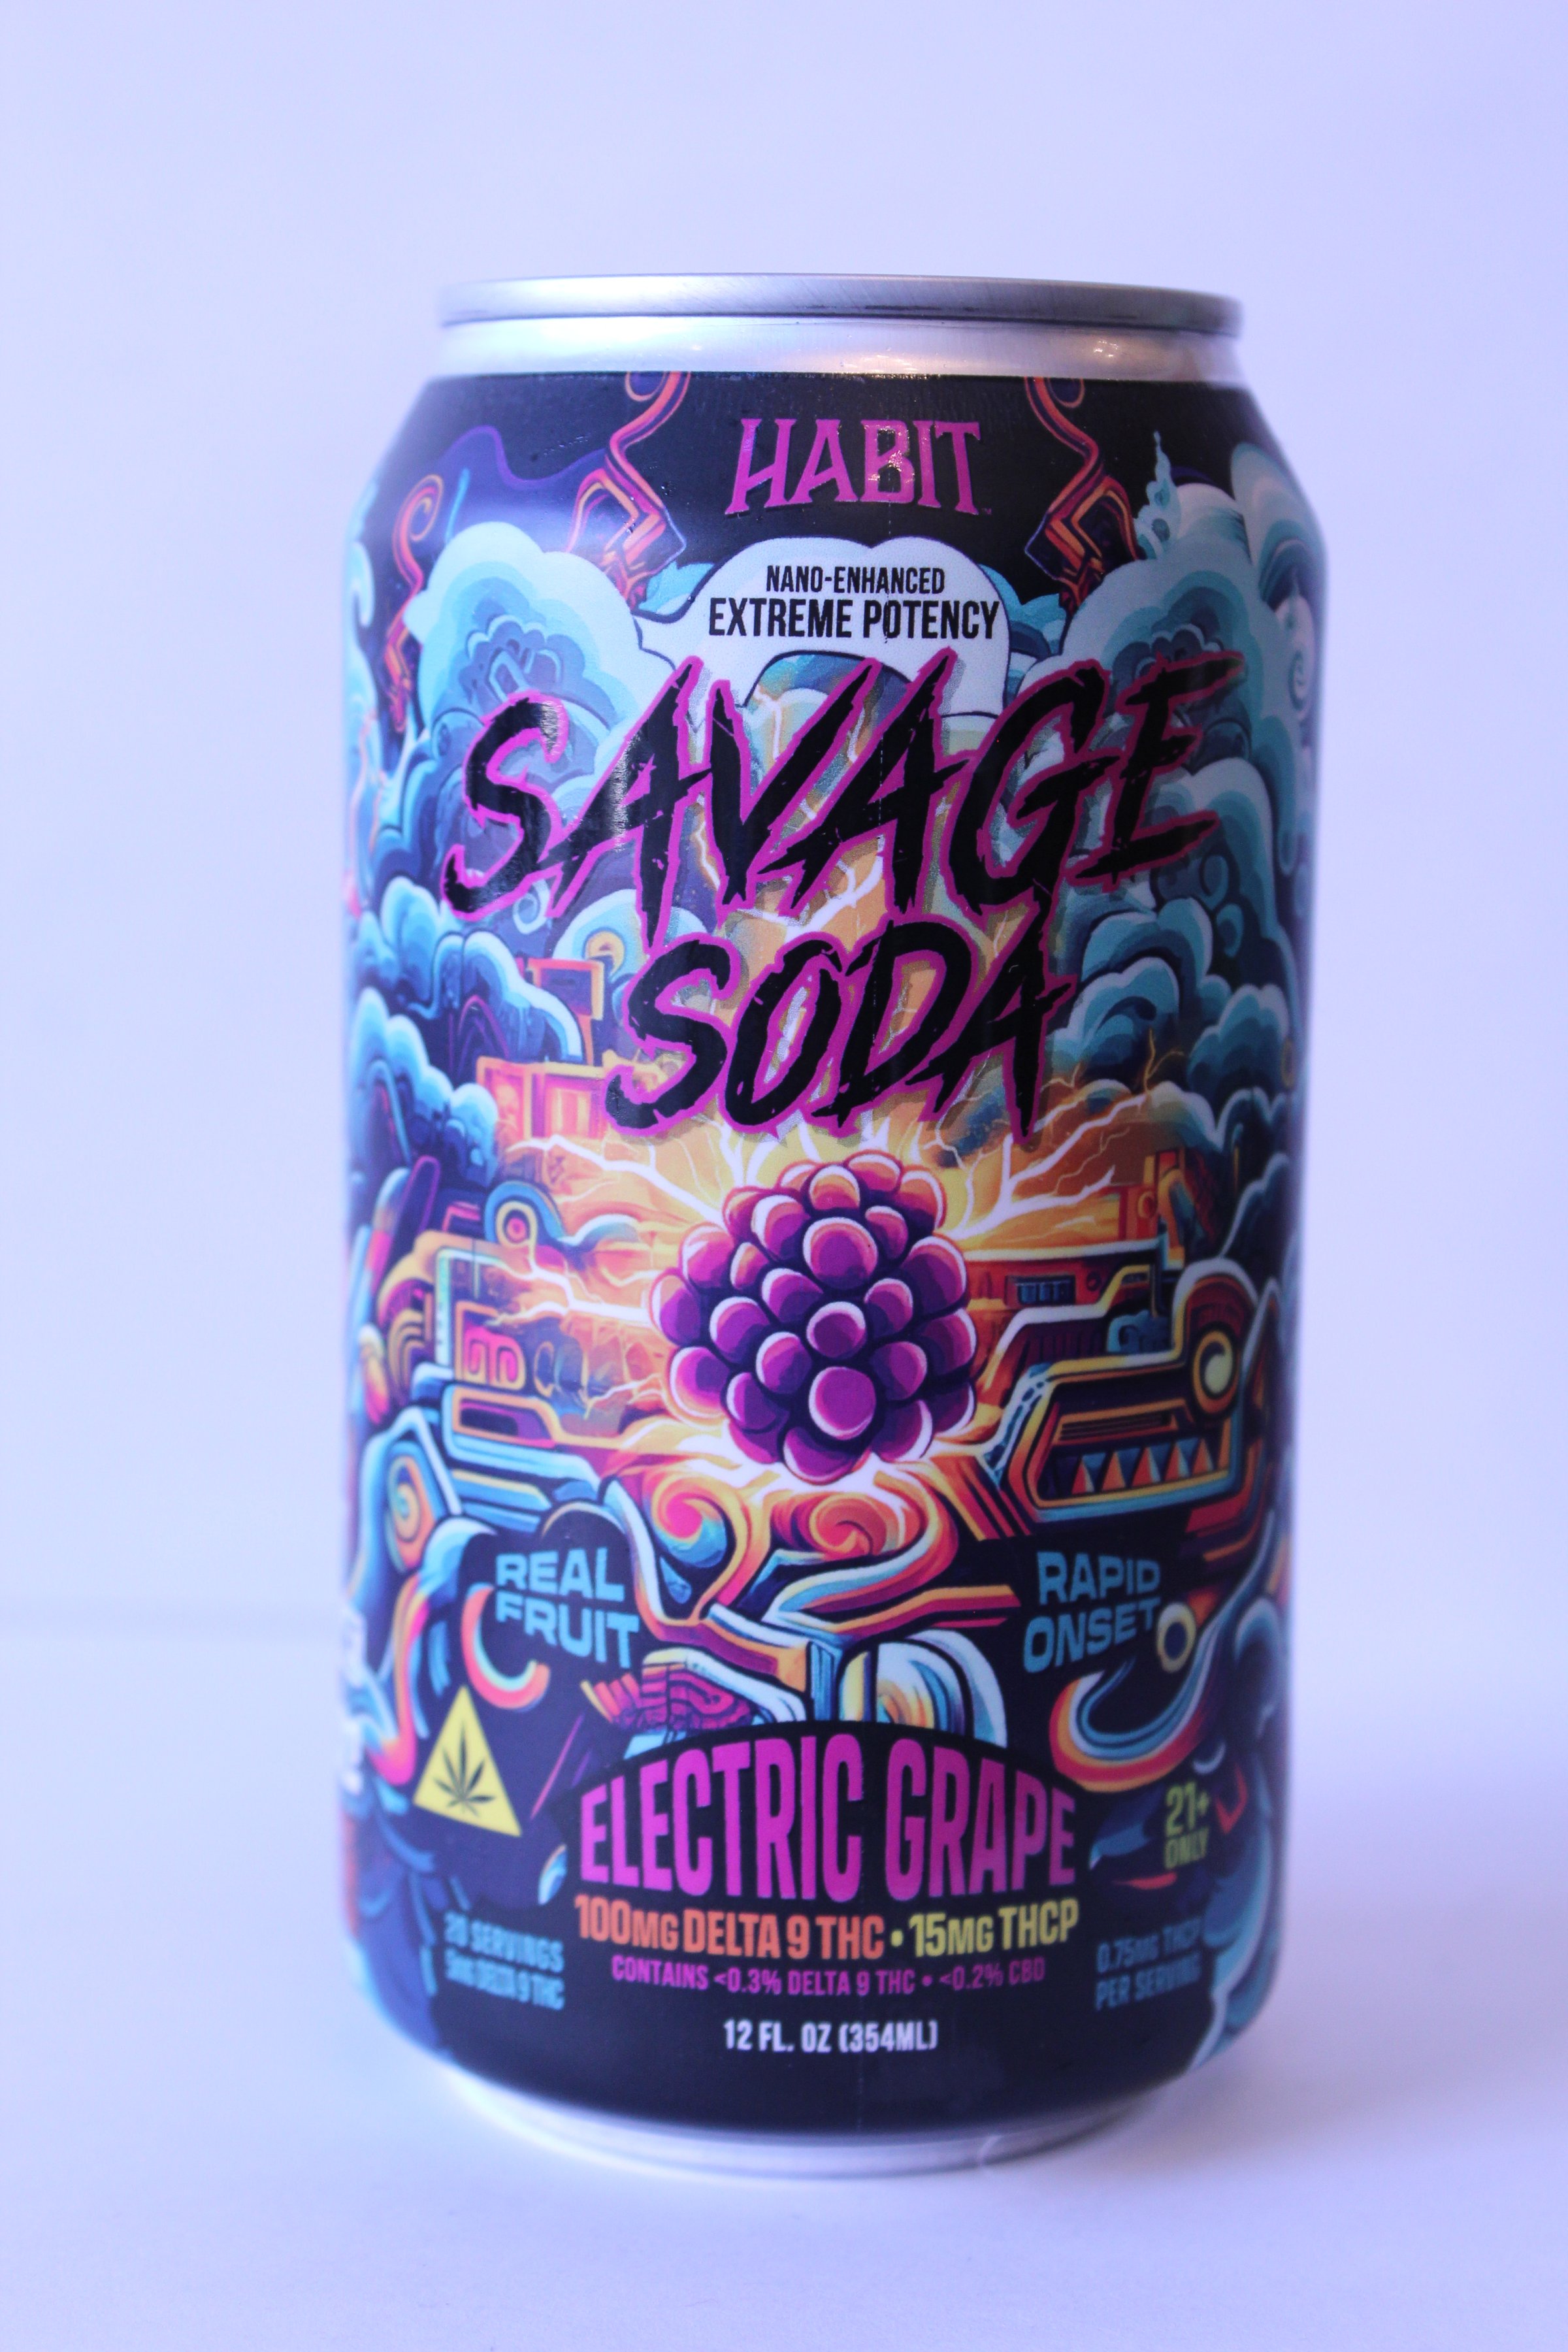 HABIT™
NANO-ENHANCED
EXTREME POTENCY
SAVAGE
SODA
REAL
FRUIT
RAPID
ONSET
ELECTRIC GRAPE
21+
ONLY
100MG DELTA 9 THC • 15MG THCP
CONTAINS <0.3% DELTA 9 THC • <0.2% CBD
20 SERVINGS
5MG DELTA 9 THC
0.75MG THCP
PER SERVING
12 FL. OZ (354ML)